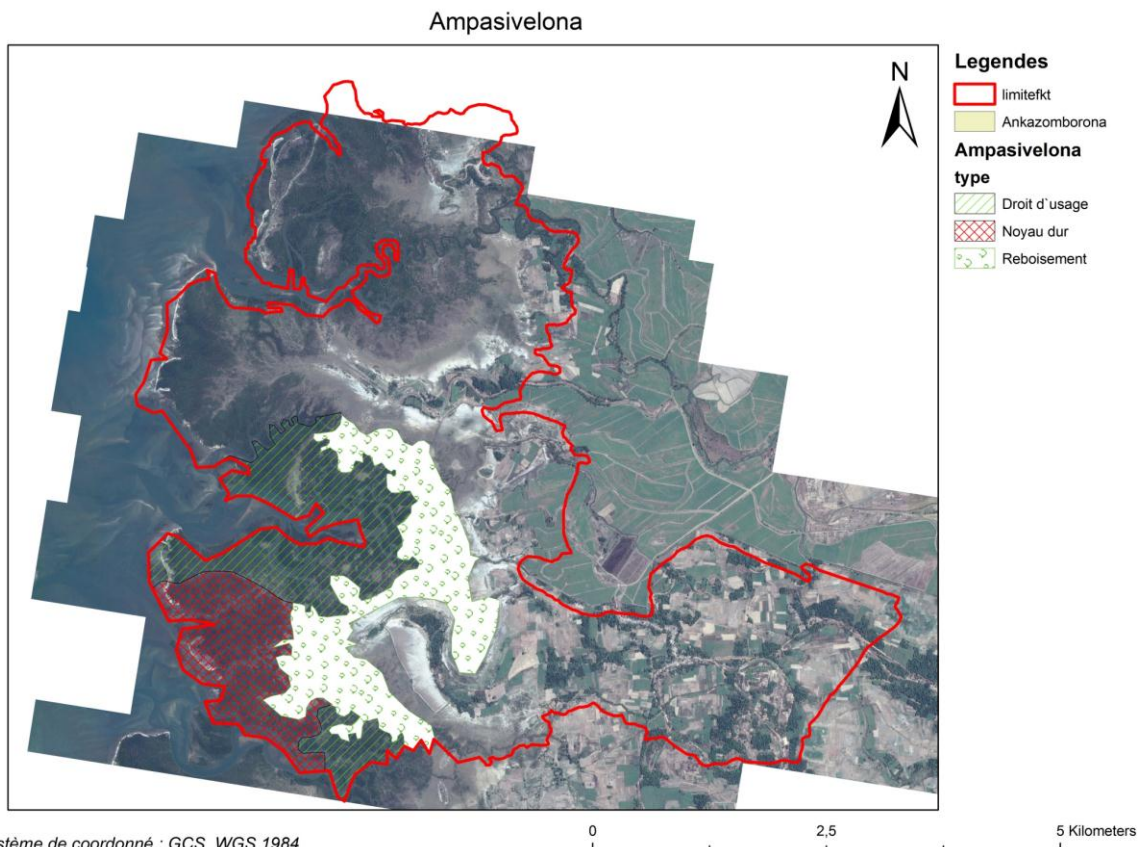 Ampasivelona
N
Legendes
limitefkt
Ankazomborona
Ampasivelona
type
Droit d`usage
Noyau dur
Reboisement
stème de coordonné : GCS_WGS 1984
0 2,5 5 Kilometers